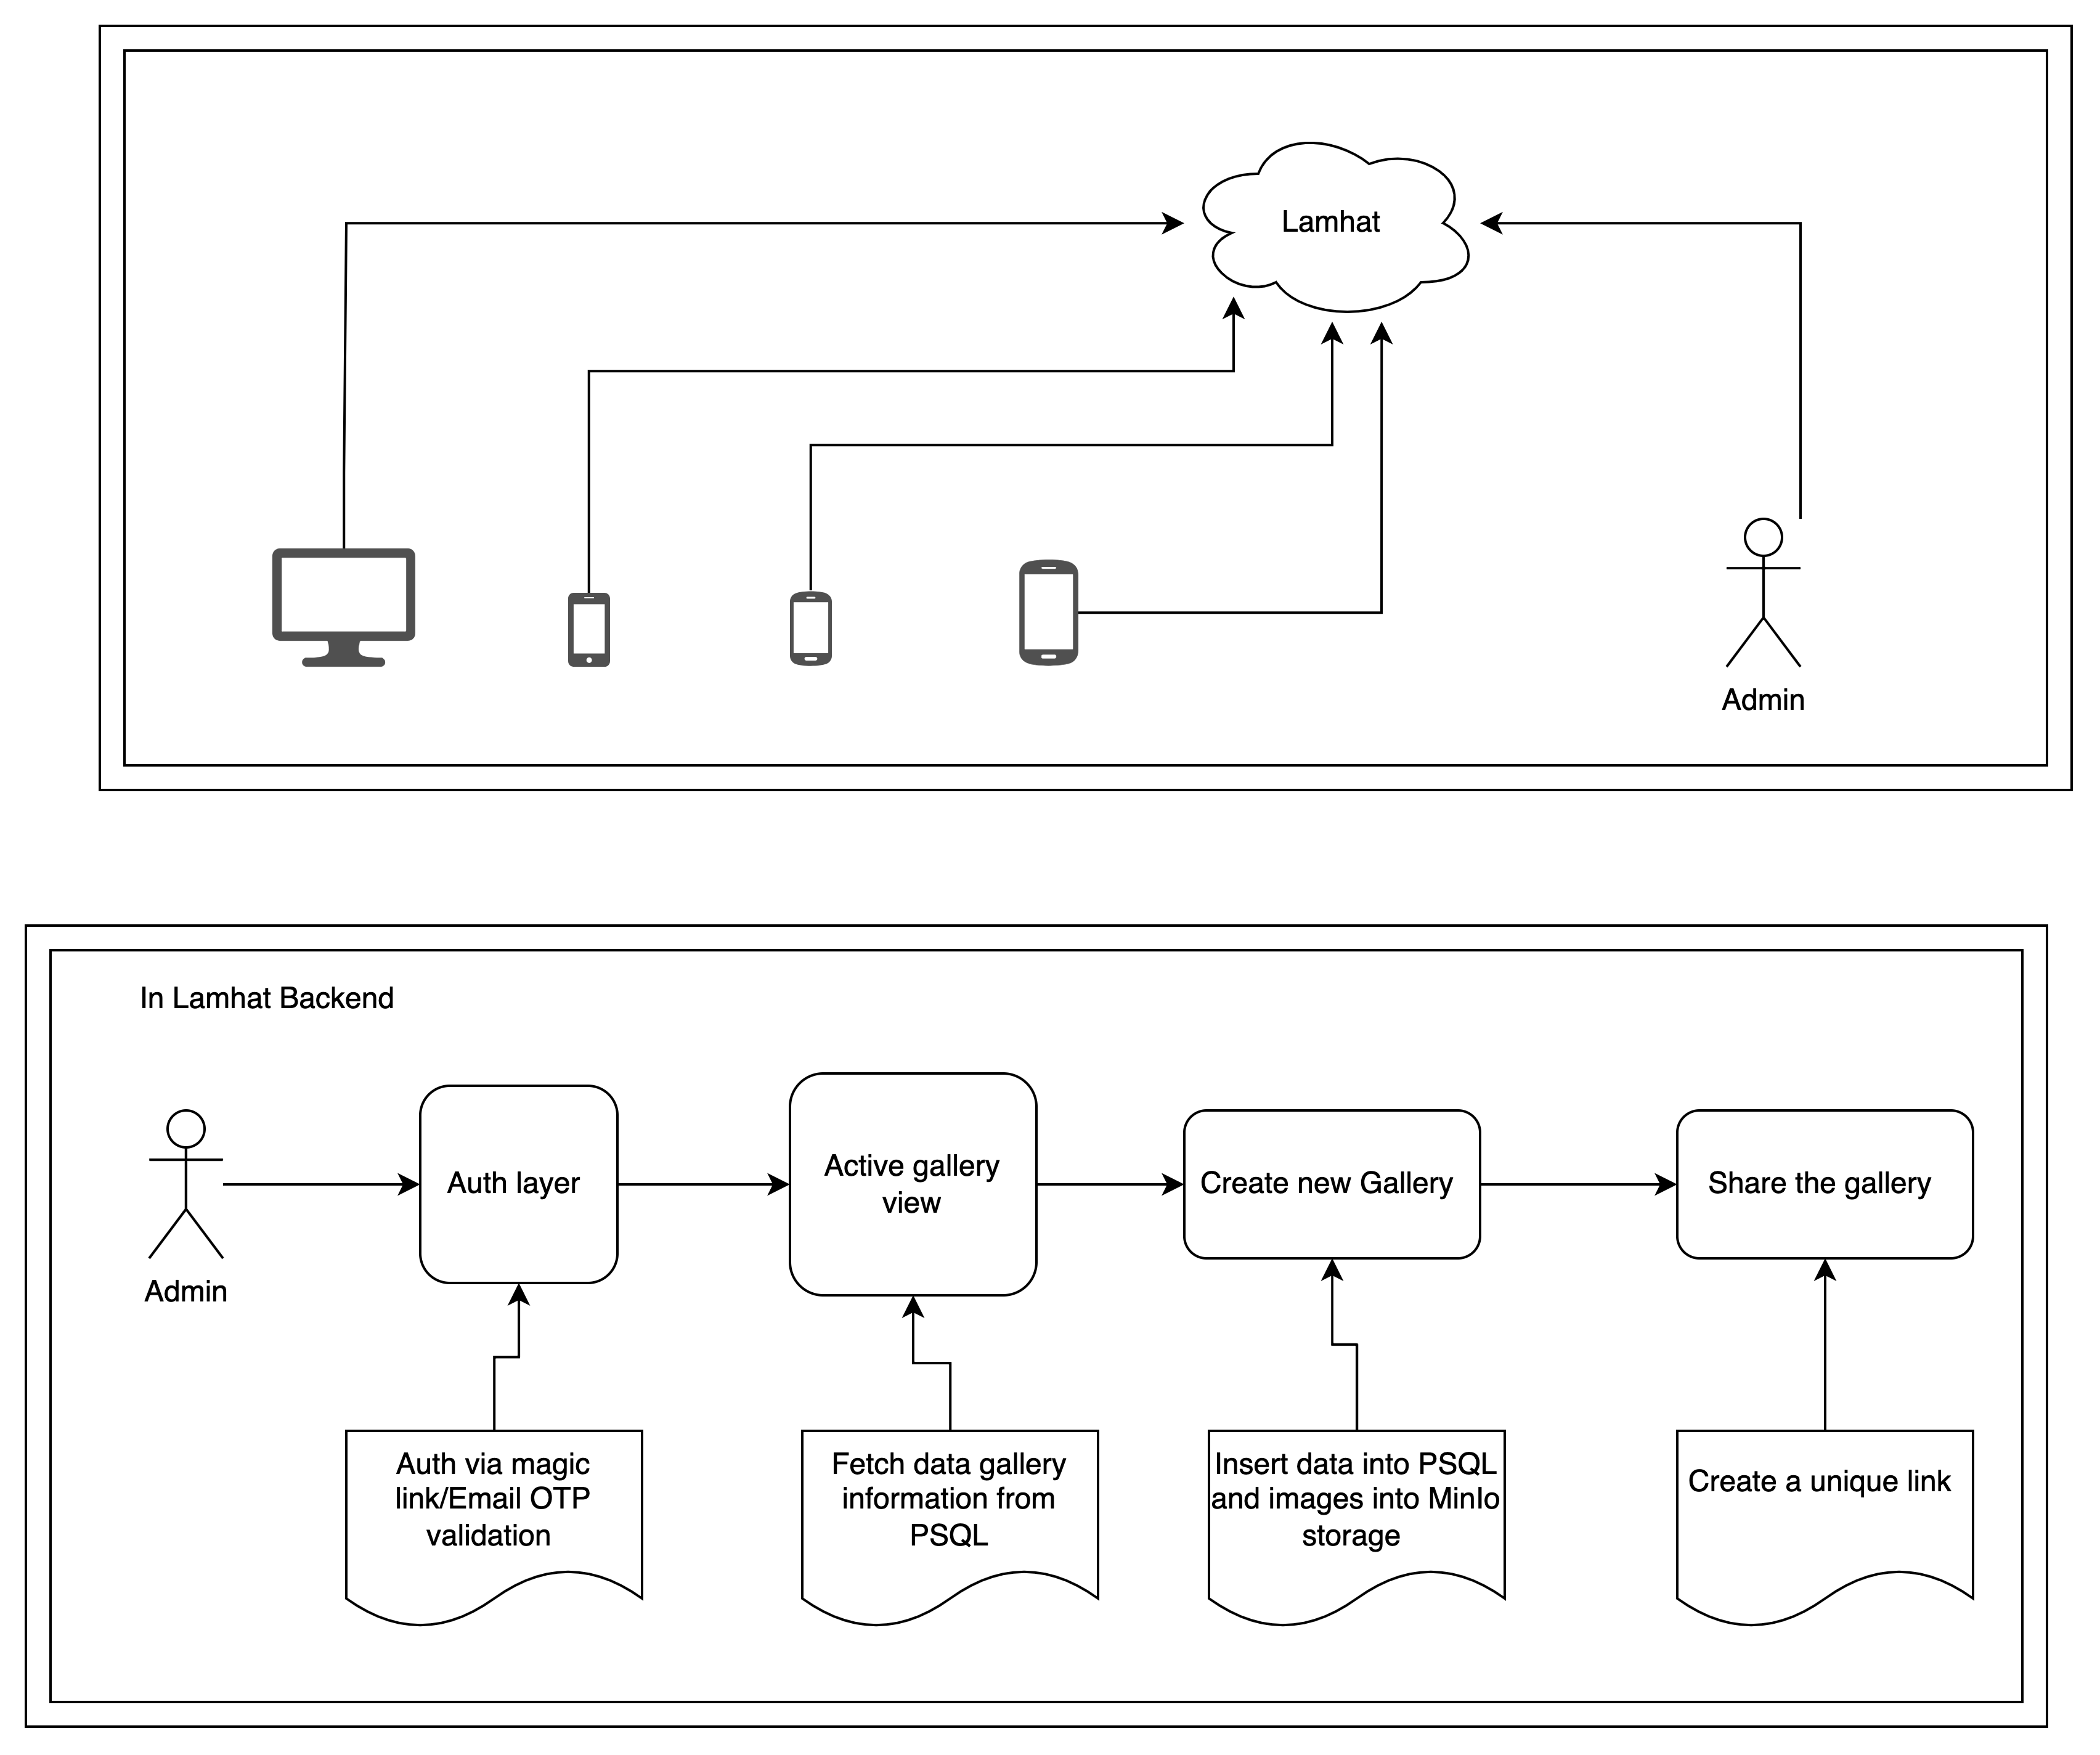 Lamhat
Admin
In Lamhat Backend
Admin
Auth layer
Active gallery
view
Create new Gallery
Share the gallery
Auth via magic
link/Email OTP
validation
Fetch data gallery
information from
PSQL
Insert data into PSQL
and images into MinIo
storage
Create a unique link